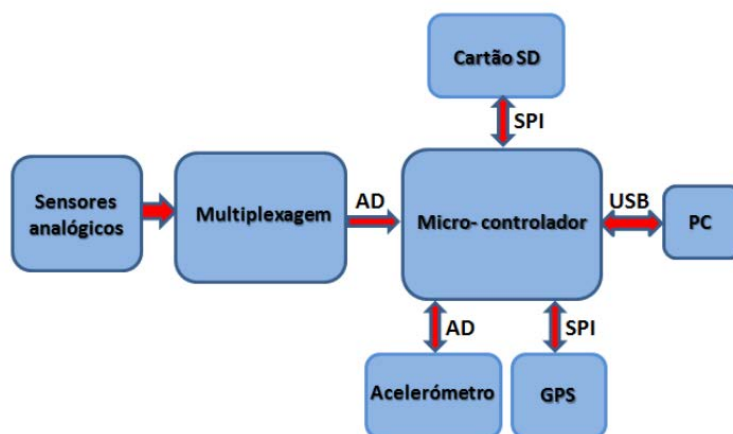 Cartão SD
SPI
Sensores
analógicos
Multiplexagem
AD
Micro- controlador
USB
PC
AD
SPI
Acelerómetro
GPS